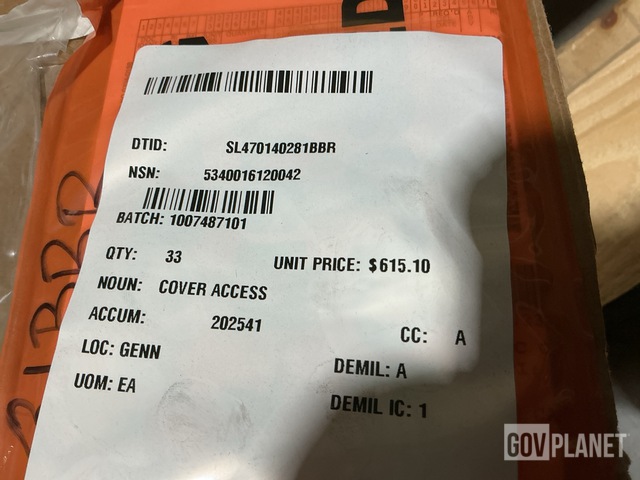 DTID: SL470140281BBR
NSN: 5340016120042
BATCH: 1007487101
QTY: 33 UNIT PRICE: $615.10
NOUN: COVER ACCESS
ACCUM: 202541
CC: A
LOC: GENN
DEMIL: A
UOM: EA
DEMIL IC: 1
GOVPLANET